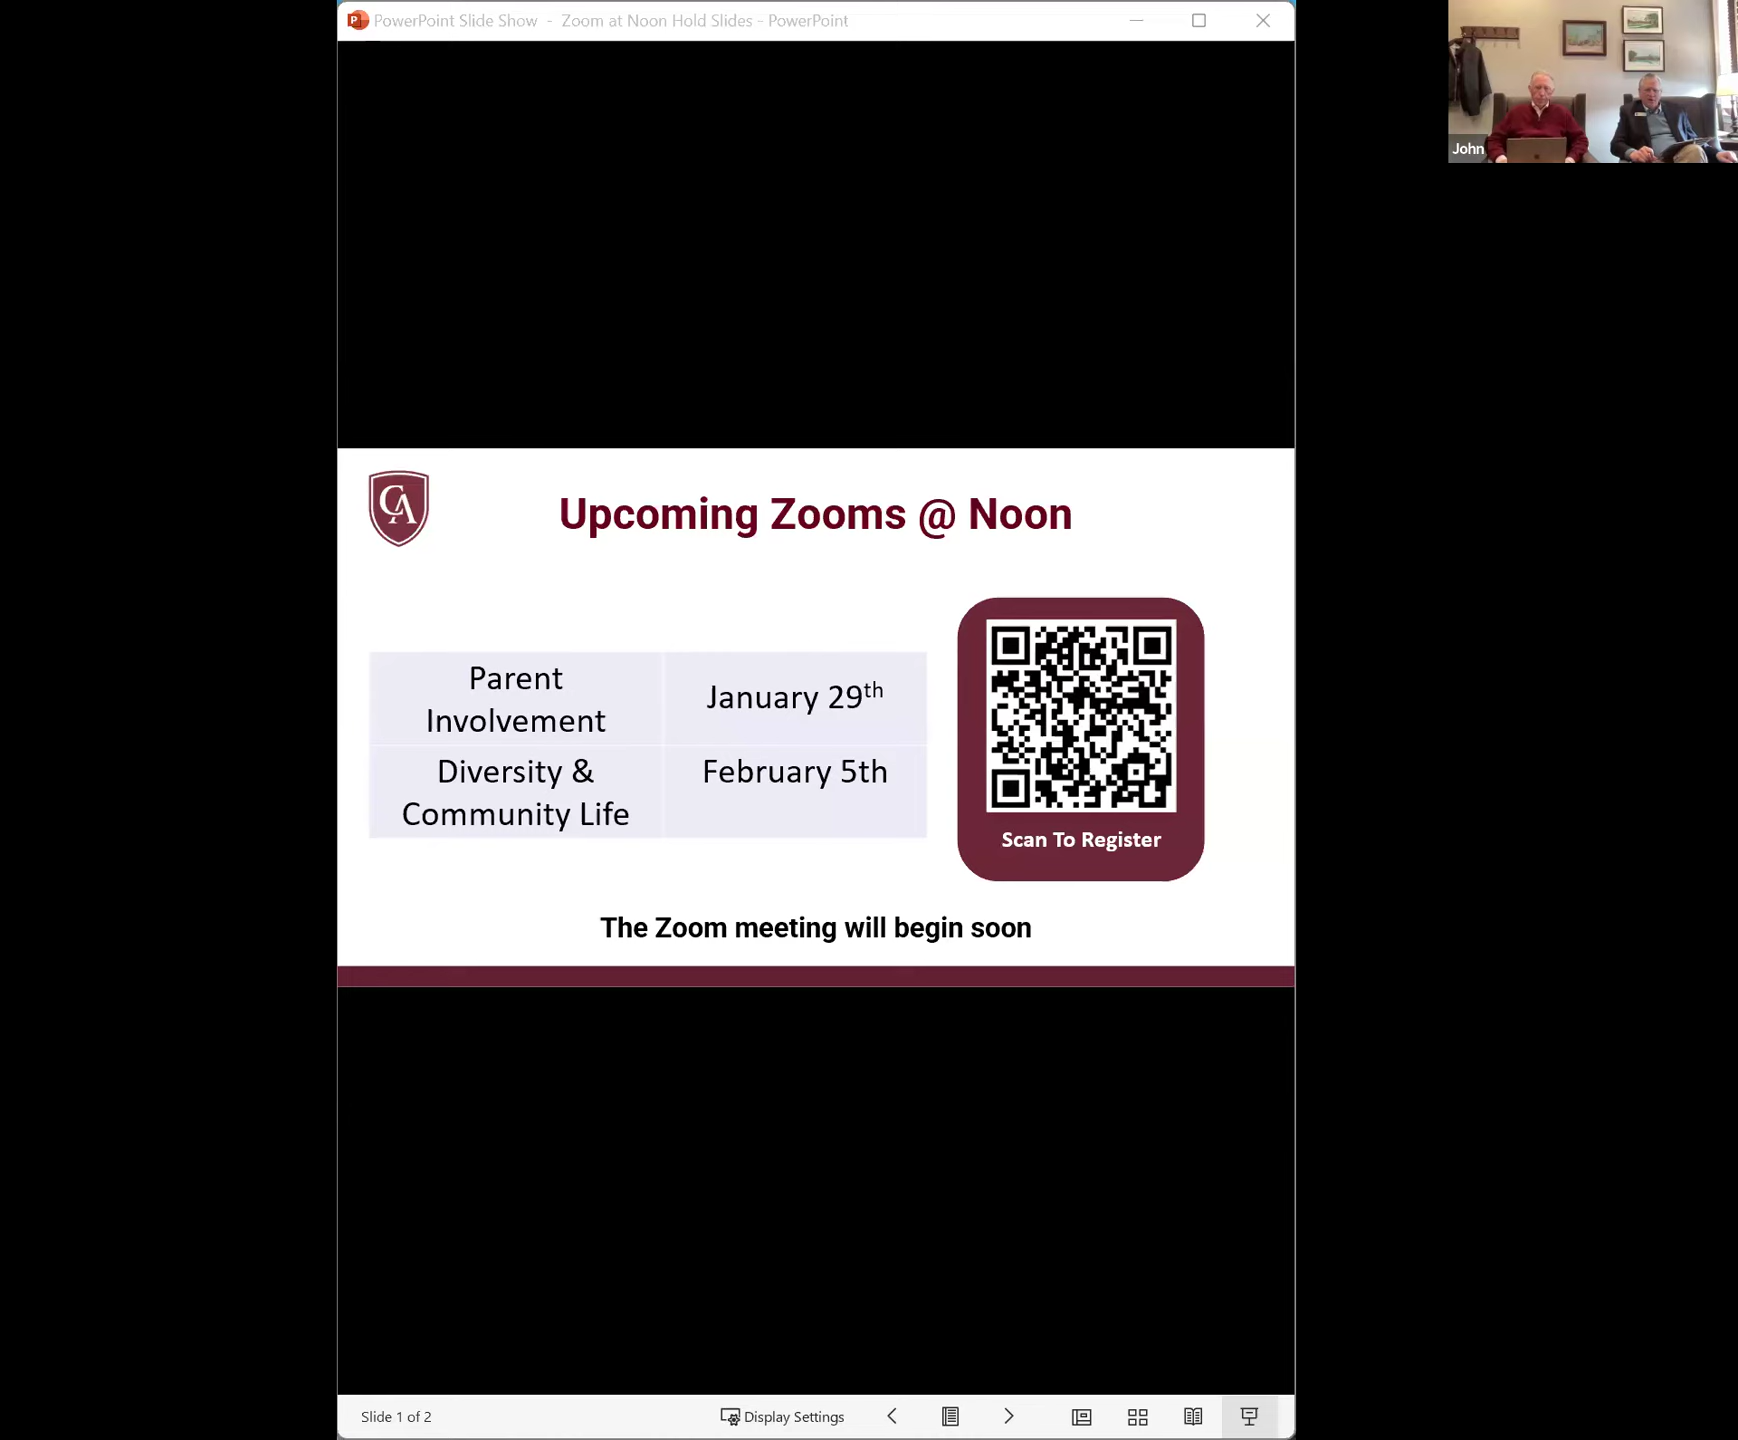 PowerPoint Slide Show - Zoom at Noon Hold Slides - PowerPoint
John
CA
Upcoming Zooms @ Noon
Parent
Involvement
January 29th
Diversity &
Community Life
February 5th
Scan To Register
The Zoom meeting will begin soon
Slide 1 of 2
Display Settings